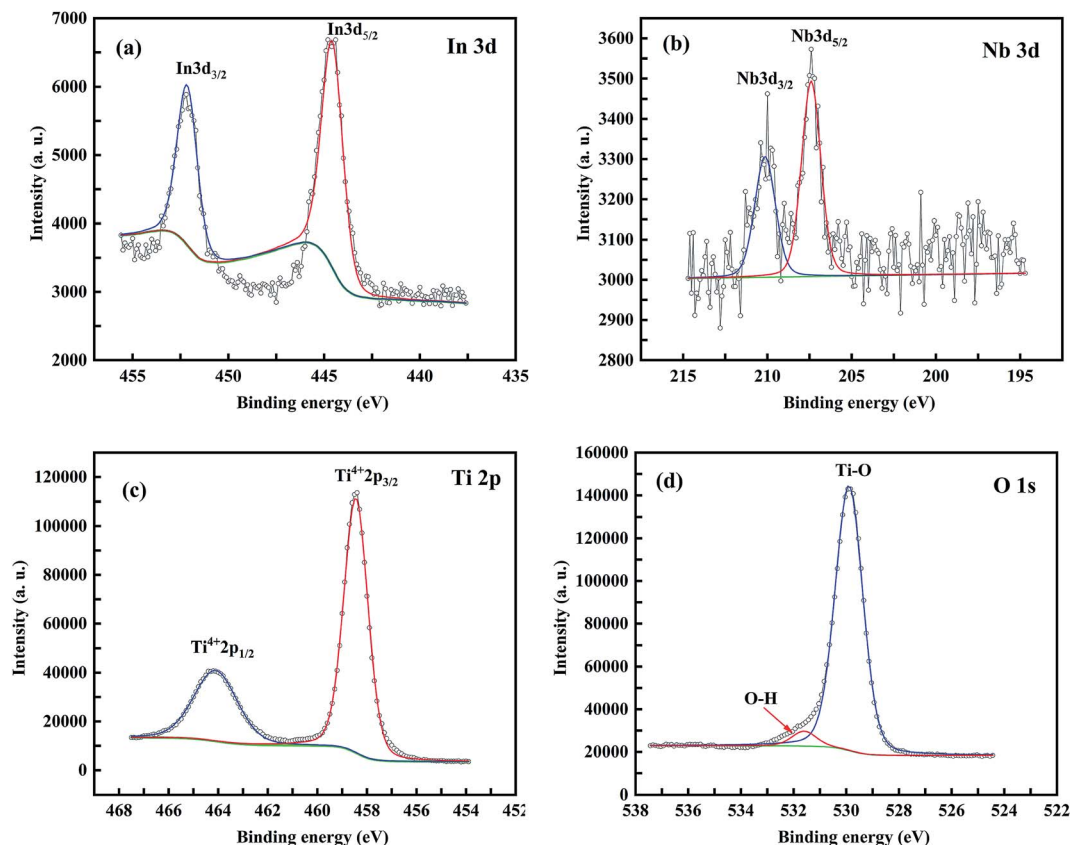 (a)
In3d5/2
In 3d
In3d3/2
7000
6000
5000
4000
3000
2000
Intensity (a. u.)
455
450
445
440
435
Binding energy (eV)
(b)
Nb3d5/2
Nb 3d
Nb3d3/2
3600
3500
3400
3300
3200
3100
3000
2900
2800
Intensity (a. u.)
215
210
205
200
195
Binding energy (eV)
(c)
Ti4+2p3/2
Ti 2p
Ti4+2p1/2
120000
100000
80000
60000
40000
20000
0
Intensity (a. u.)
468
466
464
462
460
458
456
454
452
Binding energy (eV)
(d)
Ti-O
O 1s
O-H
160000
140000
120000
100000
80000
60000
40000
20000
0
Intensity (a. u.)
538
536
534
532
530
528
526
524
522
Binding energy (eV)